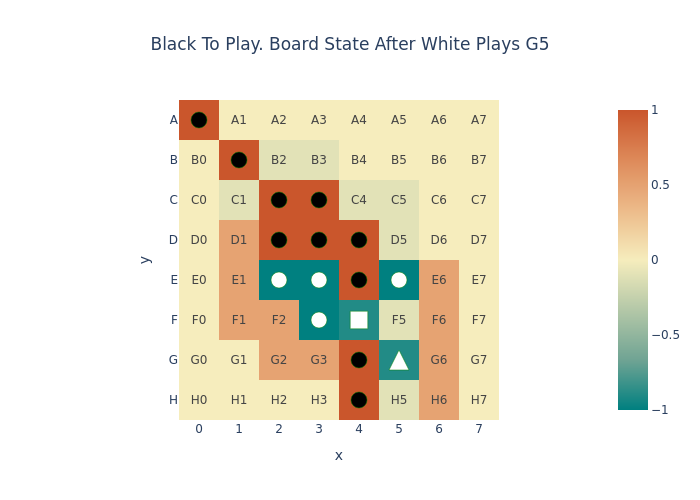 Black To Play. Board State After White Plays G5
A A1 A2 A3 A4 A5 A6 A7
B B0 B2 B3 B4 B5 B6 B7
C C0 C1 C4 C5 C6 C7
D D0 D1 D5 D6 D7
E E0 E1 E6 E7
F F0 F1 F2 F5 F6 F7
G G0 G1 G2 G3 G6 G7
H H0 H1 H2 H3 H5 H6 H7
0 1 2 3 4 5 6 7
x
y
1
0.5
0
−0.5
−1